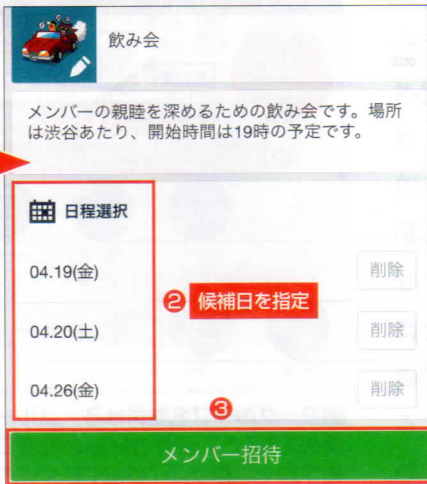 飲み会
3/30
メンバーの親睦を深めるための飲み会です。場所
は渋谷あたり、開始時間は19時の予定です。
日程選択
04.19(金) 削除
❷ 候補日を指定
04.20(土) 削除
04.26(金) 削除
❸
メンバー招待